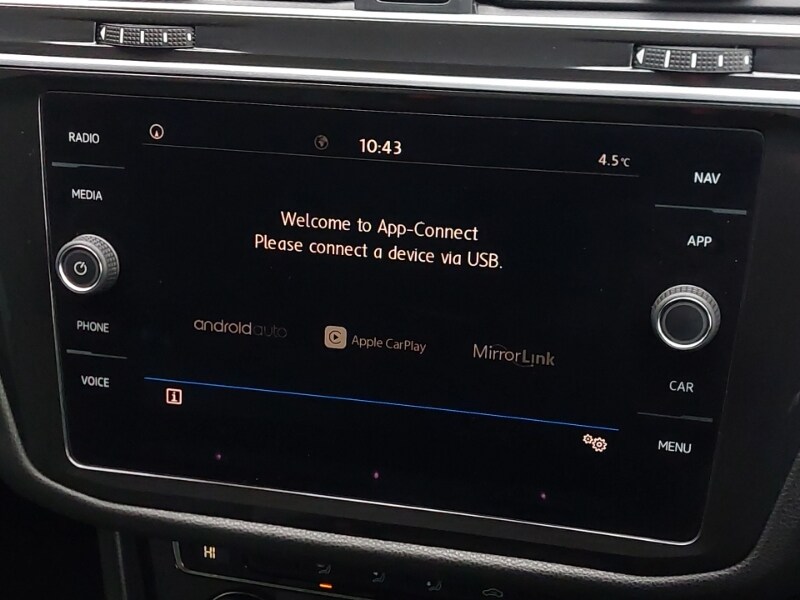 RADIO
MEDIA
PHONE
VOICE
10:43
4.5°C
Welcome to App-Connect
Please connect a device via USB.
androidauto
Apple CarPlay
MirrorLink
i
NAV
APP
CAR
MENU
HI